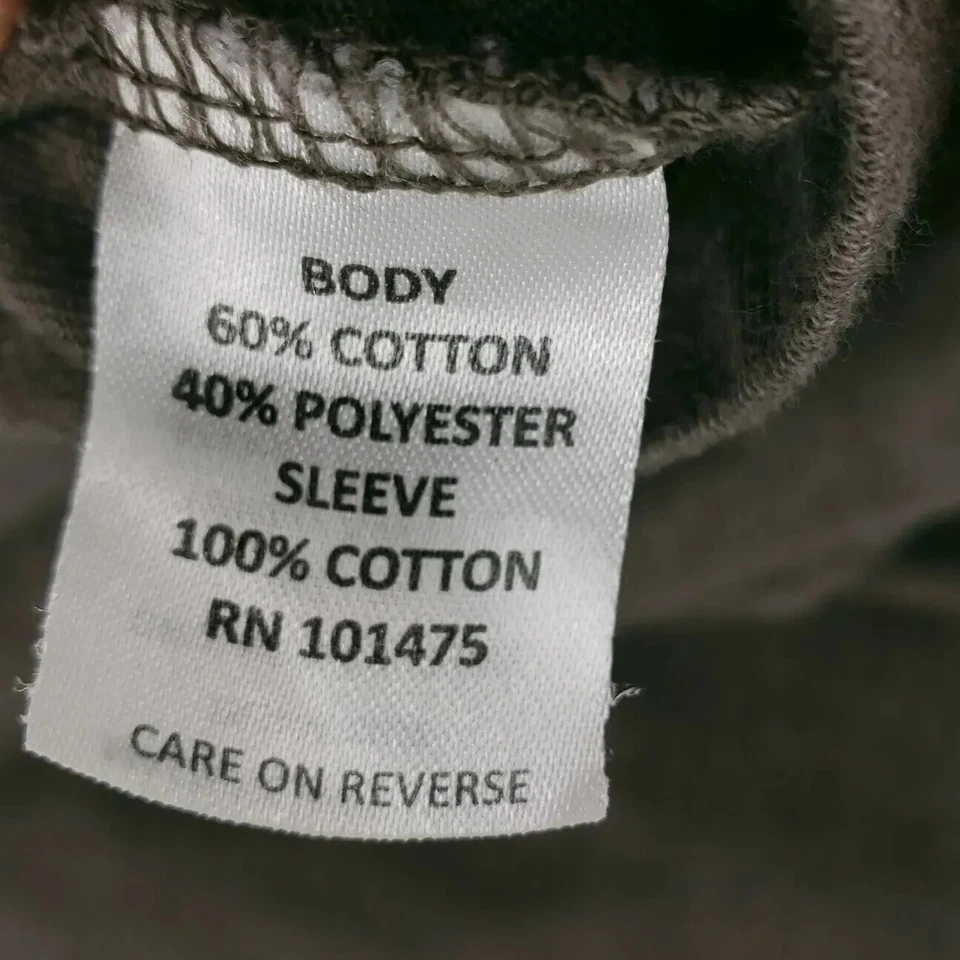 BODY
60% COTTON
40% POLYESTER
SLEEVE
100% COTTON
RN 101475
CARE ON REVERSE